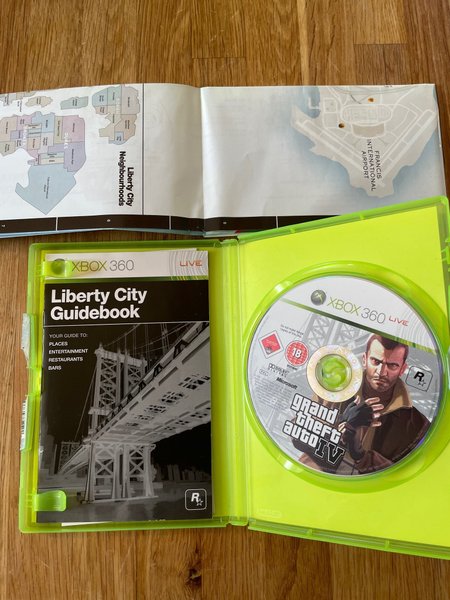 Liberty City
Neighbourhoods
FRANCIS
INTERNATIONAL
AIRPORT
XBOX 360
LIVE
Liberty City
Guidebook
YOUR GUIDE TO:
PLACES
ENTERTAINMENT
RESTAURANTS
BARS
R
XBOX 360
LIVE
18
Microsoft
R
grand
theft
auto
IV